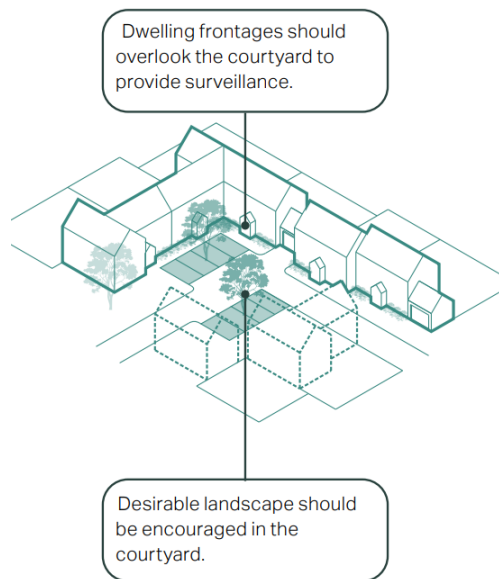 Dwelling frontages should
overlook the courtyard to
provide surveillance.
Desirable landscape should
be encouraged in the
courtyard.